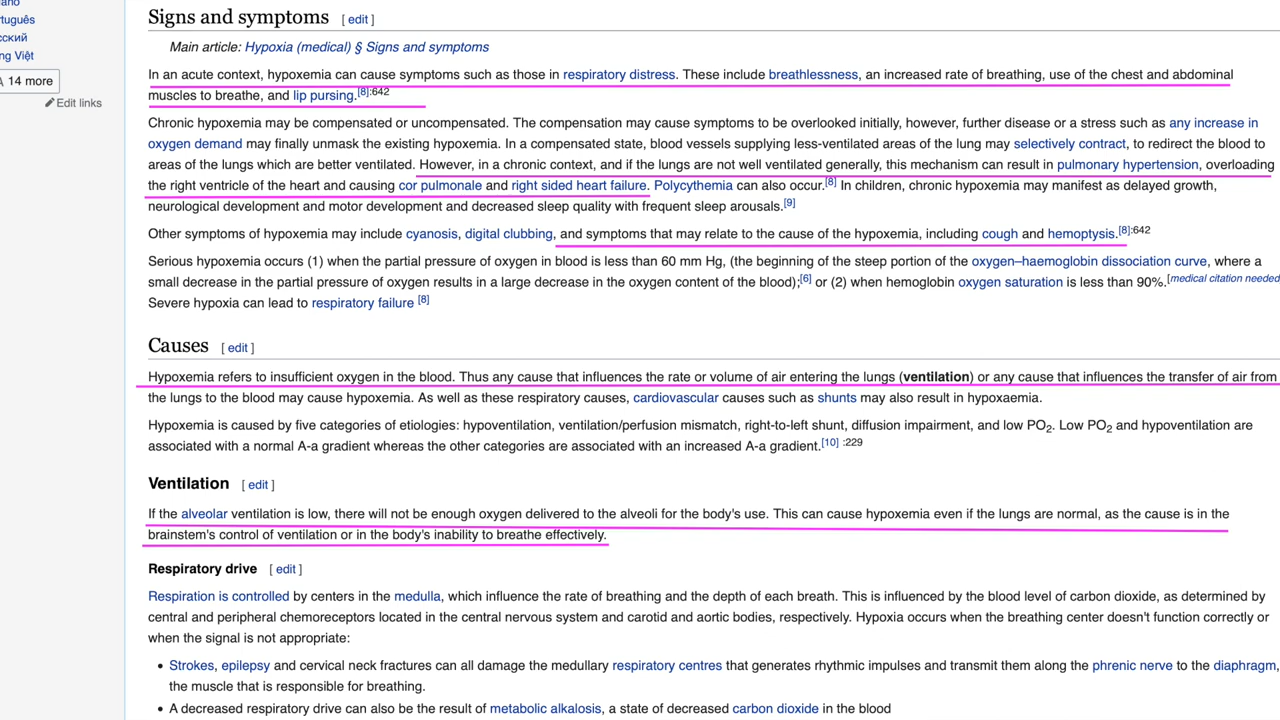 rtuguês
сский
ng Việt
14 more
Edit links
Signs and symptoms [ edit ]
Main article: Hypoxia (medical) § Signs and symptoms
In an acute context, hypoxemia can cause symptoms such as those in respiratory distress. These include breathlessness, an increased rate of breathing, use of the chest and abdominal
muscles to breathe, and lip pursing.[8]:642
Chronic hypoxemia may be compensated or uncompensated. The compensation may cause symptoms to be overlooked initially, however, further disease or a stress such as any increase in
oxygen demand may finally unmask the existing hypoxemia. In a compensated state, blood vessels supplying less-ventilated areas of the lung may selectively contract, to redirect the blood to
areas of the lungs which are better ventilated. However, in a chronic context, and if the lungs are not well ventilated generally, this mechanism can result in pulmonary hypertension, overloading
the right ventricle of the heart and causing cor pulmonale and right sided heart failure. Polycythemia can also occur.[8] In children, chronic hypoxemia may manifest as delayed growth,
neurological development and motor development and decreased sleep quality with frequent sleep arousals.[9]
Other symptoms of hypoxemia may include cyanosis, digital clubbing, and symptoms that may relate to the cause of the hypoxemia, including cough and hemoptysis.[8]:642
Serious hypoxemia occurs (1) when the partial pressure of oxygen in blood is less than 60 mm Hg, (the beginning of the steep portion of the oxygen–haemoglobin dissociation curve, where a
small decrease in the partial pressure of oxygen results in a large decrease in the oxygen content of the blood);[6] or (2) when hemoglobin oxygen saturation is less than 90%.[medical citation needed
Severe hypoxia can lead to respiratory failure [8]
Causes [ edit ]
Hypoxemia refers to insufficient oxygen in the blood. Thus any cause that influences the rate or volume of air entering the lungs (ventilation) or any cause that influences the transfer of air from
the lungs to the blood may cause hypoxemia. As well as these respiratory causes, cardiovascular causes such as shunts may also result in hypoxaemia.
Hypoxemia is caused by five categories of etiologies: hypoventilation, ventilation/perfusion mismatch, right-to-left shunt, diffusion impairment, and low PO2. Low PO2 and hypoventilation are
associated with a normal A-a gradient whereas the other categories are associated with an increased A-a gradient.[10] :229
Ventilation [ edit ]
If the alveolar ventilation is low, there will not be enough oxygen delivered to the alveoli for the body's use. This can cause hypoxemia even if the lungs are normal, as the cause is in the
brainstem's control of ventilation or in the body's inability to breathe effectively.
Respiratory drive [ edit ]
Respiration is controlled by centers in the medulla, which influence the rate of breathing and the depth of each breath. This is influenced by the blood level of carbon dioxide, as determined by
central and peripheral chemoreceptors located in the central nervous system and carotid and aortic bodies, respectively. Hypoxia occurs when the breathing center doesn't function correctly or
when the signal is not appropriate:
• Strokes, epilepsy and cervical neck fractures can all damage the medullary respiratory centres that generates rhythmic impulses and transmit them along the phrenic nerve to the diaphragm,
the muscle that is responsible for breathing.
• A decreased respiratory drive can also be the result of metabolic alkalosis, a state of decreased carbon dioxide in the blood